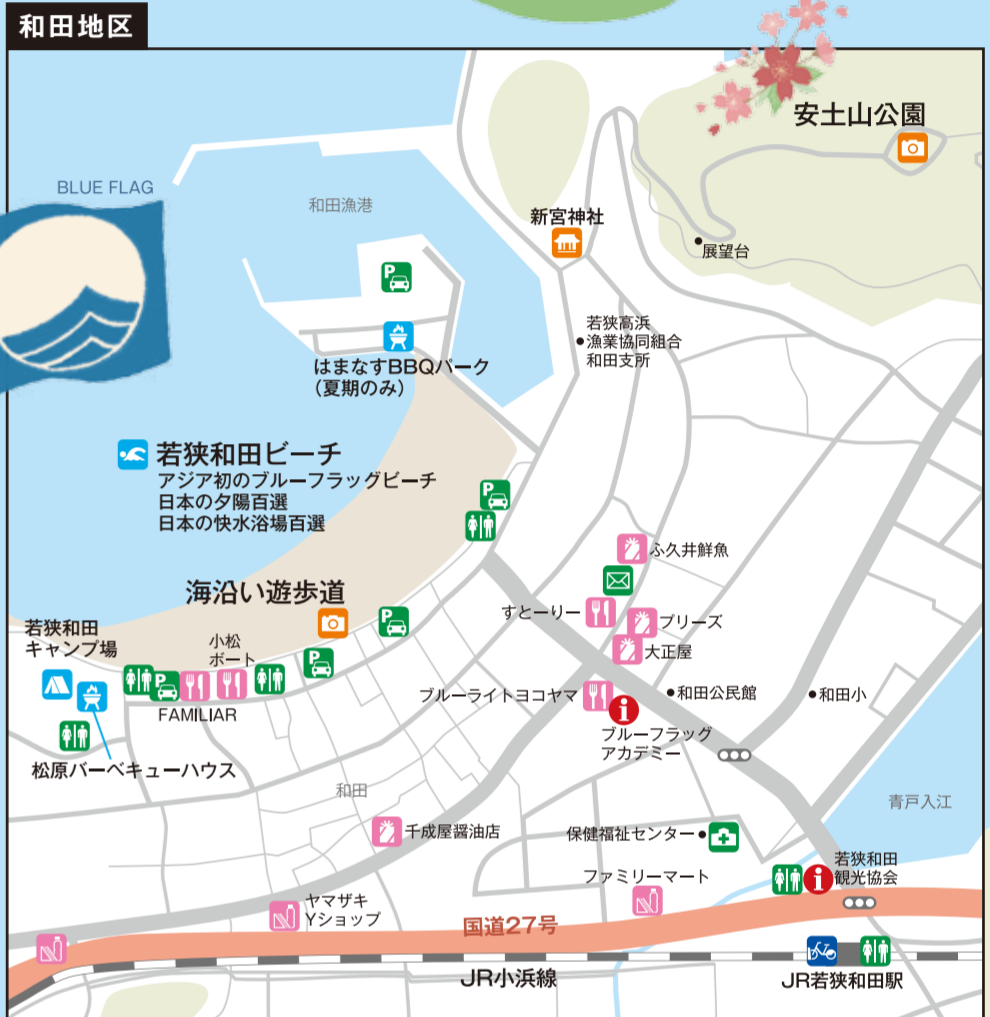 和田地区
安土山公園
BLUE FLAG
和田漁港
新宮神社
展望台
P
若狭高浜
漁業協同組合
和田支所
はまなすBBQパーク
(夏期のみ)
若狭和田ビーチ
アジア初のブルーフラッグビーチ
日本の夕陽百選
日本の快水浴場百選
P
ふ久井鮮魚
海沿い遊歩道
すとーりー
プリーズ
P
若狭和田
キャンプ場
小松
ボート
大正屋
P
P
FAMILIAR
ブルーライトヨコヤマ
i
和田公民館
和田小
ブルーフラッグ
アカデミー
松原バーベキューハウス
和田
青戸入江
千成屋醤油店
保健福祉センター
若狭和田
観光協会
i
ファミリーマート
ヤマザキ
Yショップ
国道27号
JR小浜線
JR若狭和田駅